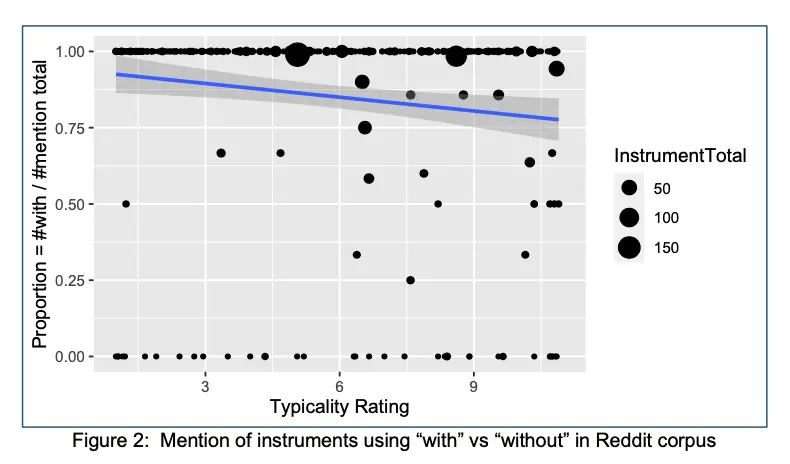 Proportion = #with / #mention total
1.00
0.75
0.50
0.25
0.00
3 6 9
Typicality Rating
InstrumentTotal
50
100
150
Figure 2:  Mention of instruments using “with” vs “without” in Reddit corpus